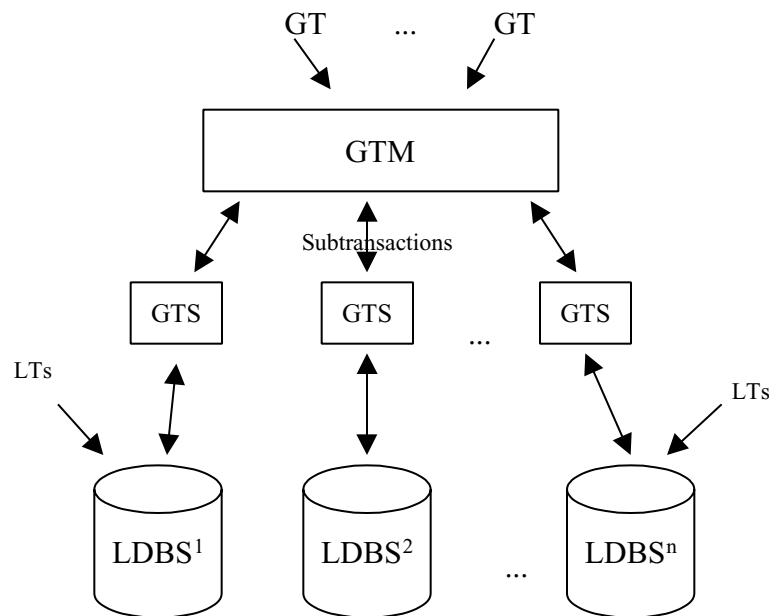 GT ... GT
GTM
Subtransactions
GTS GTS ... GTS
LTs LTs
LDBS¹ LDBS² ... LDBSⁿ